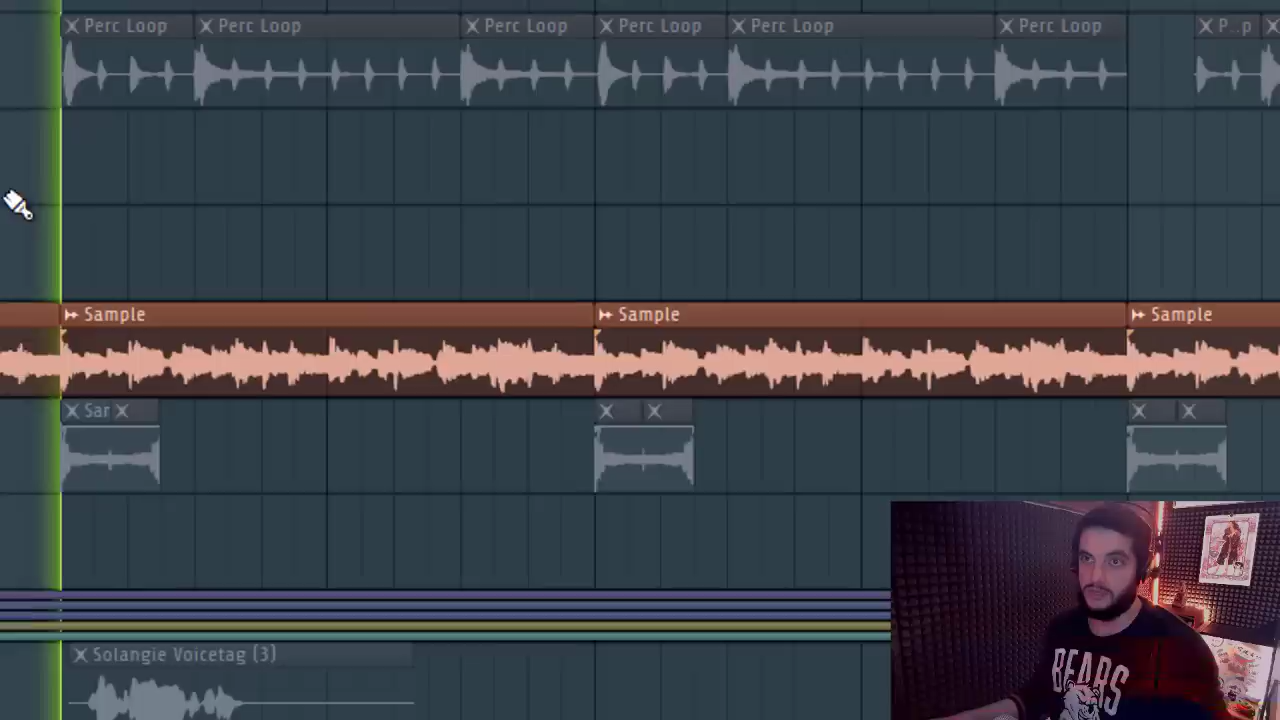 Perc Loop Perc Loop Perc Loop Perc Loop Perc Loop Perc Loop P..p
Sample Sample Sample
Sar
Solangie Voicetag (3)
BEARS